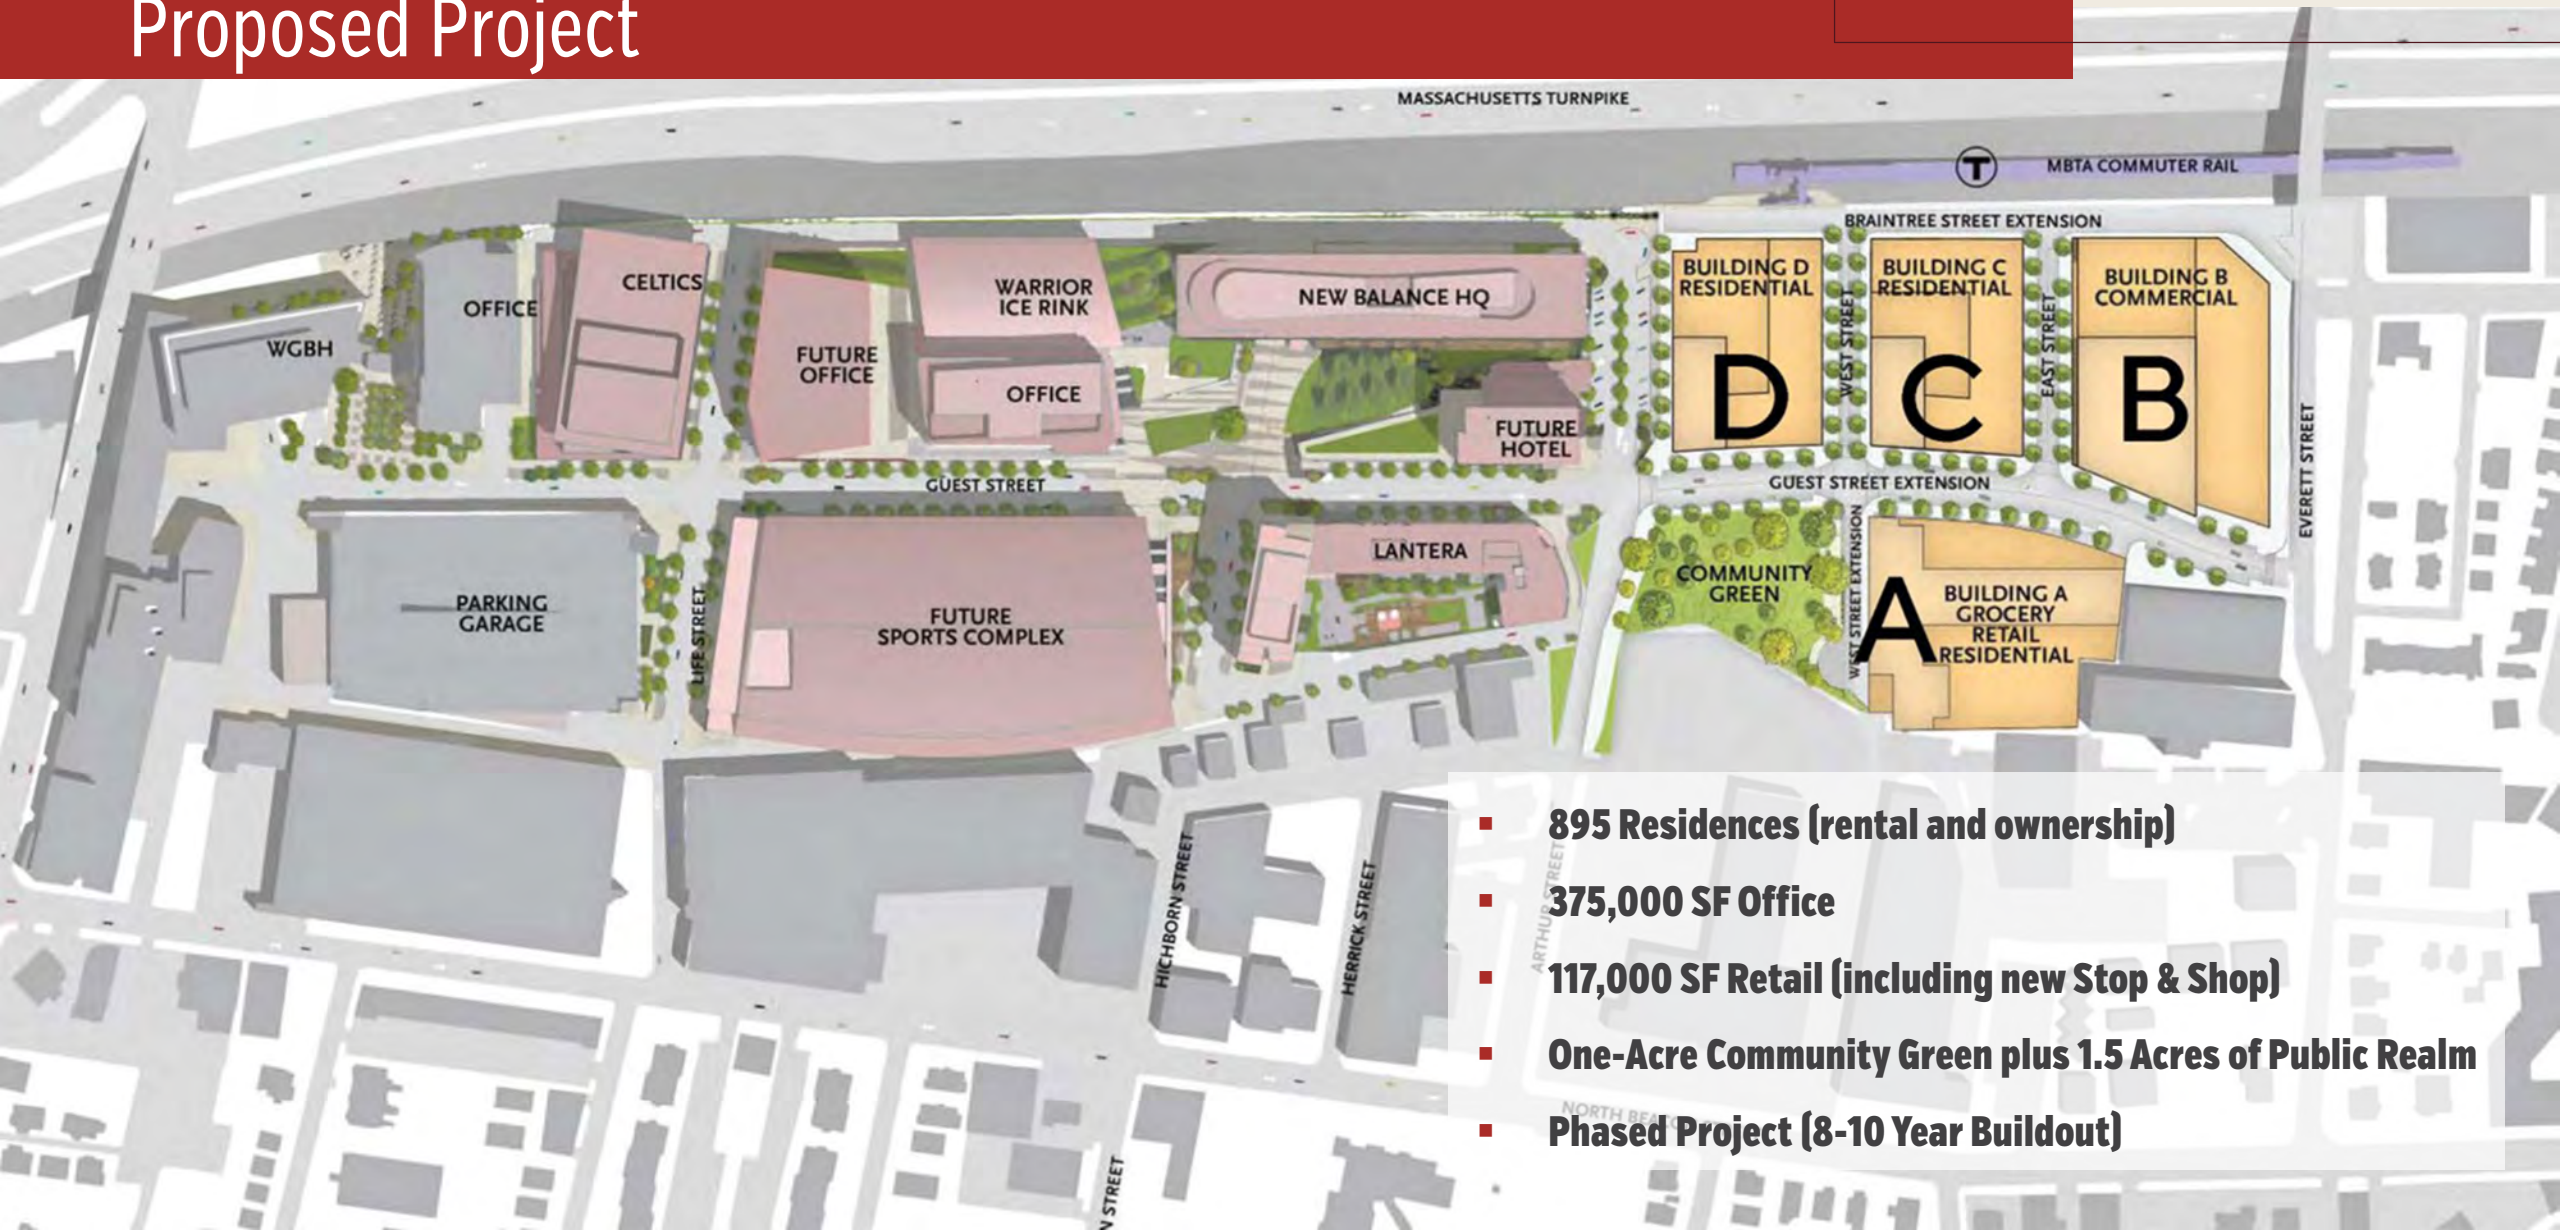 Proposed Project
MASSACHUSETTS TURNPIKE
T
MBTA COMMUTER RAIL
BRAINTREE STREET EXTENSION
WGBH
OFFICE
CELTICS
FUTURE
OFFICE
WARRIOR
ICE RINK
OFFICE
NEW BALANCE HQ
FUTURE
HOTEL
BUILDING D
RESIDENTIAL
D
WEST STREET
BUILDING C
RESIDENTIAL
C
EAST STREET
BUILDING B
COMMERCIAL
B
EVERETT STREET
GUEST STREET
GUEST STREET EXTENSION
PARKING
GARAGE
LIFE STREET
FUTURE
SPORTS COMPLEX
LANTERA
COMMUNITY
GREEN
WEST STREET EXTENSION
A
BUILDING A
GROCERY
RETAIL
RESIDENTIAL
HICHBORN STREET
HERRICK STREET
ARTHUR STREET
895 Residences (rental and ownership)
375,000 SF Office
117,000 SF Retail (including new Stop & Shop)
One-Acre Community Green plus 1.5 Acres of Public Realm
NORTH
Phased Project (8-10 Year Buildout)
STREET